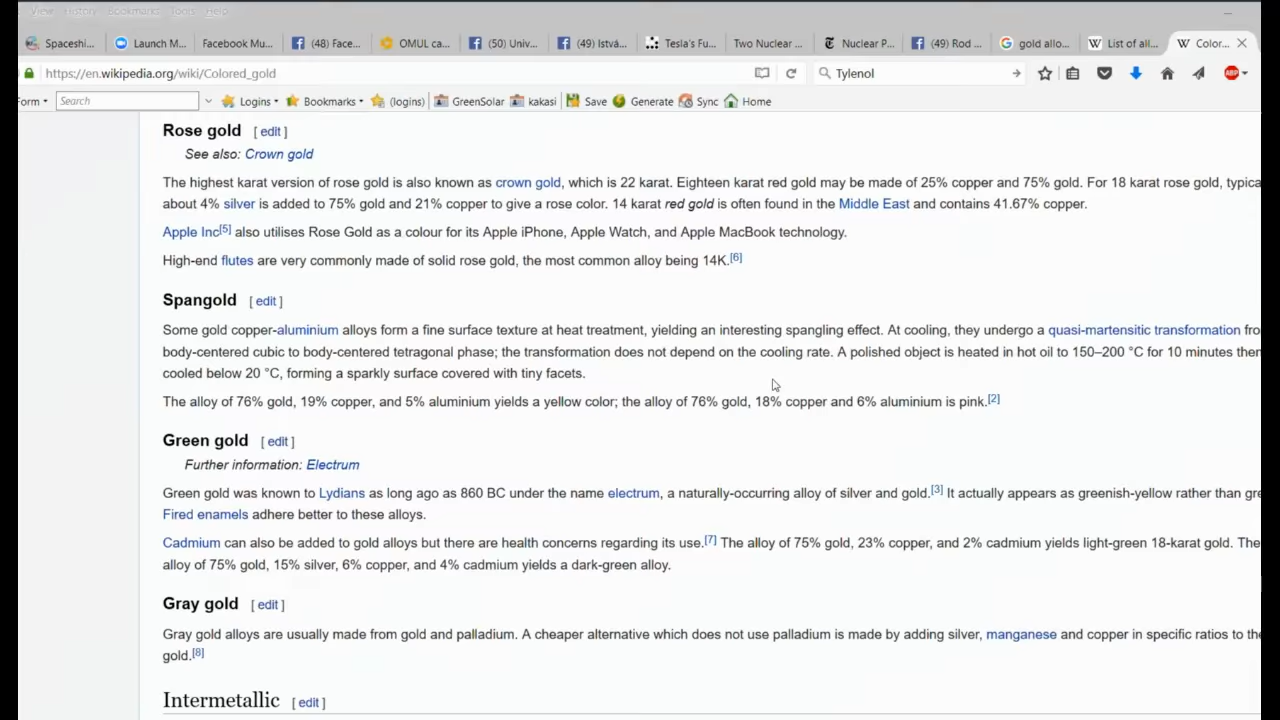 View History Bookmarks Tools Help
Spaceshi... Launch M... Facebook Mu... (48) Face... OMUL ca... (50) Univ... (49) Istvá... Tesla's Fu... Two Nuclear ... Nuclear P... (49) Rod ... gold allo... List of all... Color...
https://en.wikipedia.org/wiki/Colored_gold Tylenol ABP
Form Search Logins Bookmarks (logins) GreenSolar kakasi Save Generate Sync Home
Rose gold [ edit ]
See also: Crown gold
The highest karat version of rose gold is also known as crown gold, which is 22 karat. Eighteen karat red gold may be made of 25% copper and 75% gold. For 18 karat rose gold, typica
about 4% silver is added to 75% gold and 21% copper to give a rose color. 14 karat red gold is often found in the Middle East and contains 41.67% copper.
Apple Inc[5] also utilises Rose Gold as a colour for its Apple iPhone, Apple Watch, and Apple MacBook technology.
High-end flutes are very commonly made of solid rose gold, the most common alloy being 14K.[6]
Spangold [ edit ]
Some gold copper-aluminium alloys form a fine surface texture at heat treatment, yielding an interesting spangling effect. At cooling, they undergo a quasi-martensitic transformation fro
body-centered cubic to body-centered tetragonal phase; the transformation does not depend on the cooling rate. A polished object is heated in hot oil to 150–200 °C for 10 minutes then
cooled below 20 °C, forming a sparkly surface covered with tiny facets.
The alloy of 76% gold, 19% copper, and 5% aluminium yields a yellow color; the alloy of 76% gold, 18% copper and 6% aluminium is pink.[2]
Green gold [ edit ]
Further information: Electrum
Green gold was known to Lydians as long ago as 860 BC under the name electrum, a naturally-occurring alloy of silver and gold.[3] It actually appears as greenish-yellow rather than gre
Fired enamels adhere better to these alloys.
Cadmium can also be added to gold alloys but there are health concerns regarding its use.[7] The alloy of 75% gold, 23% copper, and 2% cadmium yields light-green 18-karat gold. The
alloy of 75% gold, 15% silver, 6% copper, and 4% cadmium yields a dark-green alloy.
Gray gold [ edit ]
Gray gold alloys are usually made from gold and palladium. A cheaper alternative which does not use palladium is made by adding silver, manganese and copper in specific ratios to the
gold.[8]
Intermetallic [ edit ]